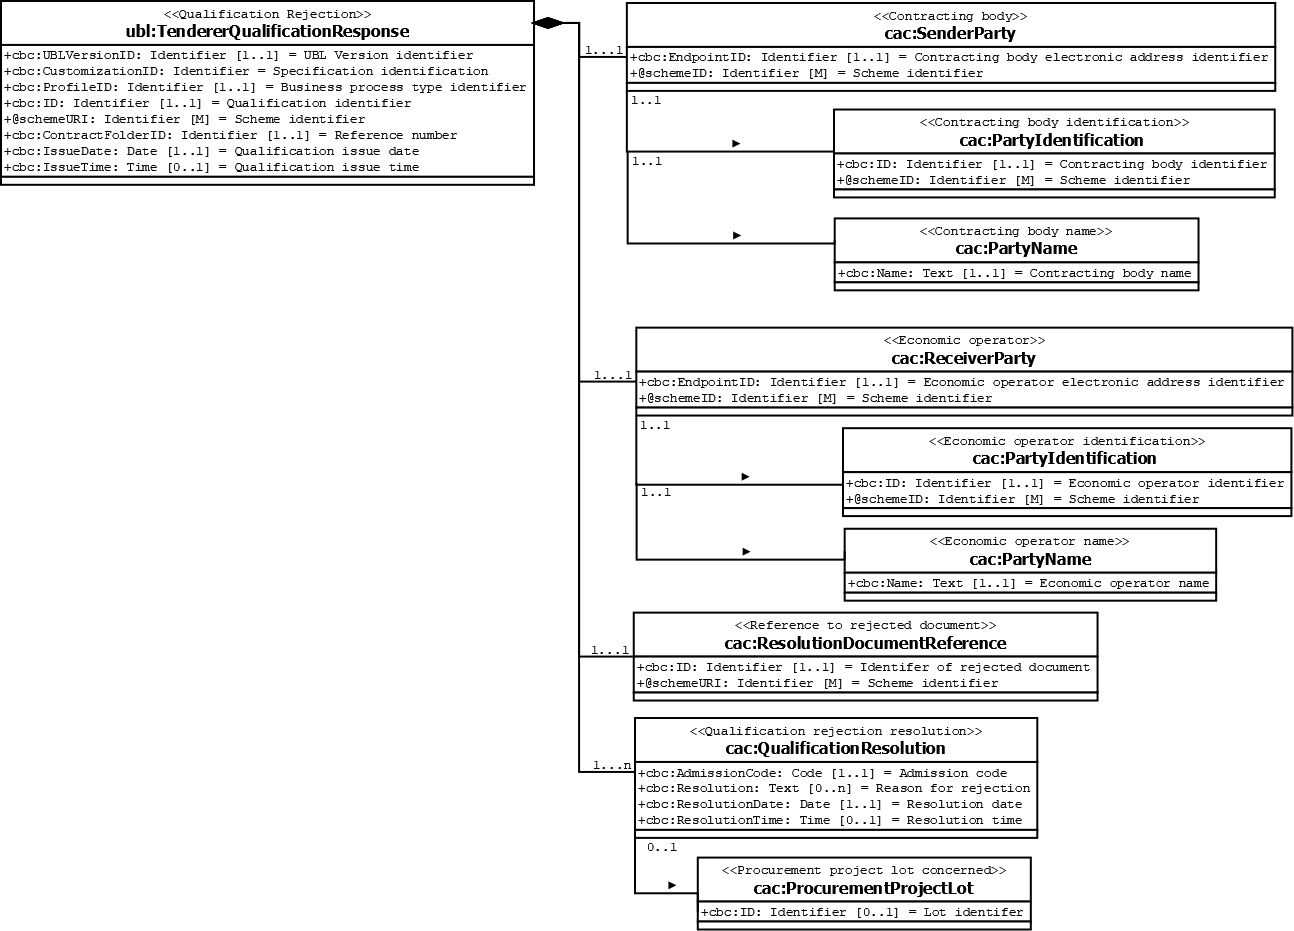 <<Qualification Rejection>>
ubl:TendererQualificationResponse
+cbc:UBLVersionID: Identifier [1..1] = UBL Version identifier
+cbc:CustomizationID: Identifier = Specification identification
+cbc:ProfileID: Identifier [1..1] = Business process type identifier
+cbc:ID: Identifier [1..1] = Qualification identifier
+@schemeURI: Identifier [M] = Scheme identifier
+cbc:ContractFolderID: Identifier [1..1] = Reference number
+cbc:IssueDate: Date [1..1] = Qualification issue date
+cbc:IssueTime: Time [0..1] = Qualification issue time
1...1
<<Contracting body>>
cac:SenderParty
+cbc:EndpointID: Identifier [1..1] = Contracting body electronic address identifier
+@schemeID: Identifier [M] = Scheme identifier
1..1
<<Contracting body identification>>
cac:PartyIdentification
+cbc:ID: Identifier [1..1] = Contracting body identifier
+@schemeID: Identifier [M] = Scheme identifier
1..1
<<Contracting body name>>
cac:PartyName
+cbc:Name: Text [1..1] = Contracting body name
1...1
<<Economic operator>>
cac:ReceiverParty
+cbc:EndpointID: Identifier [1..1] = Economic operator electronic address identifier
+@schemeID: Identifier [M] = Scheme identifier
1..1
<<Economic operator identification>>
cac:PartyIdentification
+cbc:ID: Identifier [1..1] = Economic operator identifier
+@schemeID: Identifier [M] = Scheme identifier
1..1
<<Economic operator name>>
cac:PartyName
+cbc:Name: Text [1..1] = Economic operator name
1...1
<<Reference to rejected document>>
cac:ResolutionDocumentReference
+cbc:ID: Identifier [1..1] = Identifer of rejected document
+@schemeURI: Identifier [M] = Scheme identifier
1...n
<<Qualification rejection resolution>>
cac:QualificationResolution
+cbc:AdmissionCode: Code [1..1] = Admission code
+cbc:Resolution: Text [0..n] = Reason for rejection
+cbc:ResolutionDate: Date [1..1] = Resolution date
+cbc:ResolutionTime: Time [0..1] = Resolution time
0..1
<<Procurement project lot concerned>>
cac:ProcurementProjectLot
+cbc:ID: Identifier [0..1] = Lot identifer